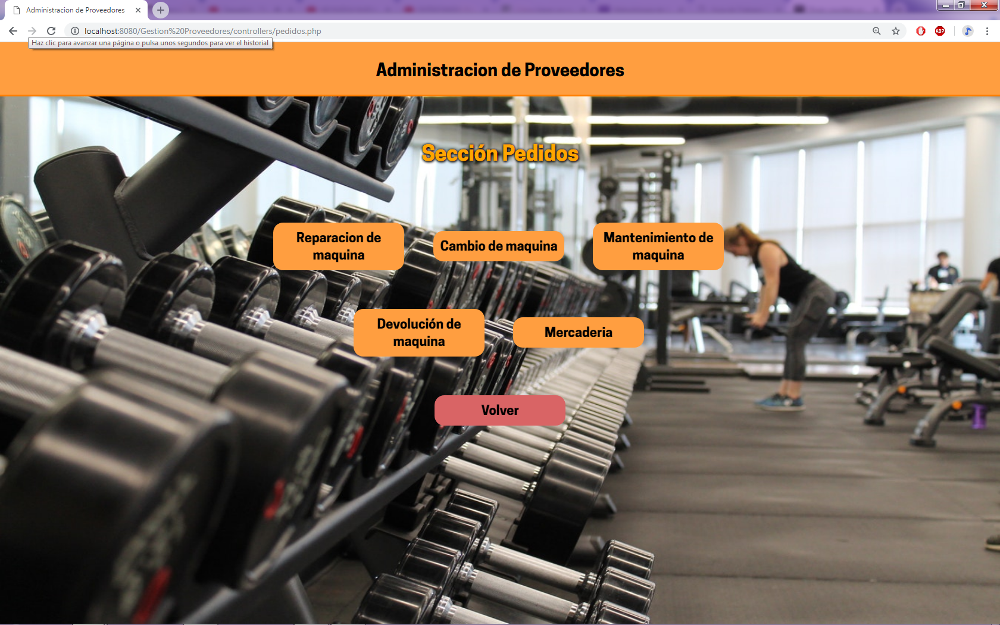 Administracion de Proveedores
localhost:8080/Gestion%20Proveedores/controllers/pedidos.php
ABP
Haz clic para avanzar una página o pulsa unos segundos para ver el historial
Administracion de Proveedores
Sección Pedidos
Reparacion de
maquina
Cambio de maquina
Mantenimiento de
maquina
Devolución de
maquina
Mercaderia
Volver